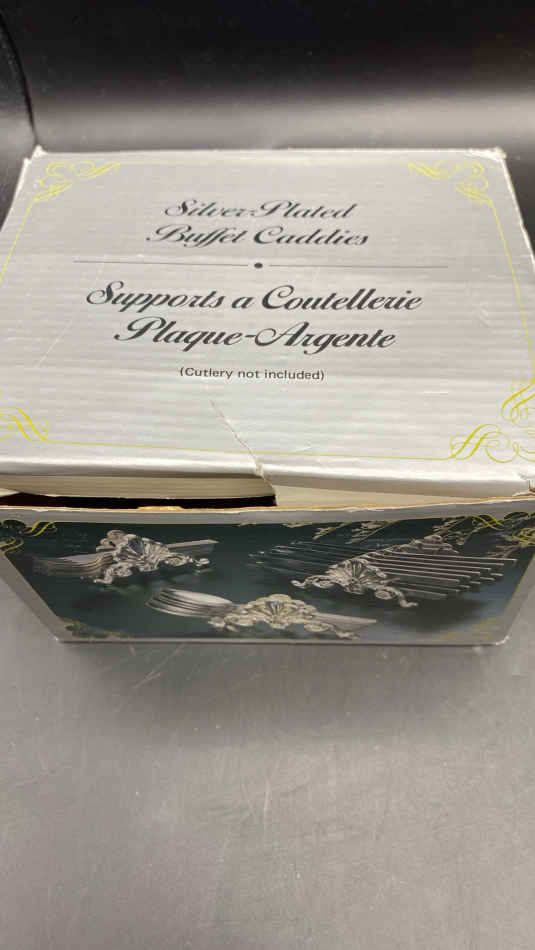 Silver-Plated
Buffet Caddies
Supports a Coutellerie
Plaque-Argente
(Cutlery not included)